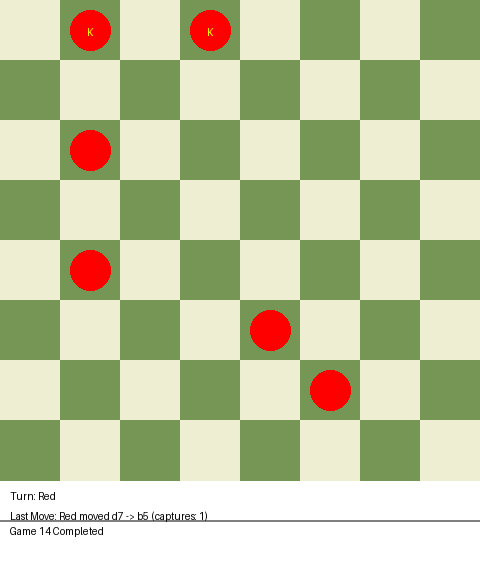 K K
Turn: Red
Last Move: Red moved d7 -> b5 (captures: 1)
Game 14 Completed